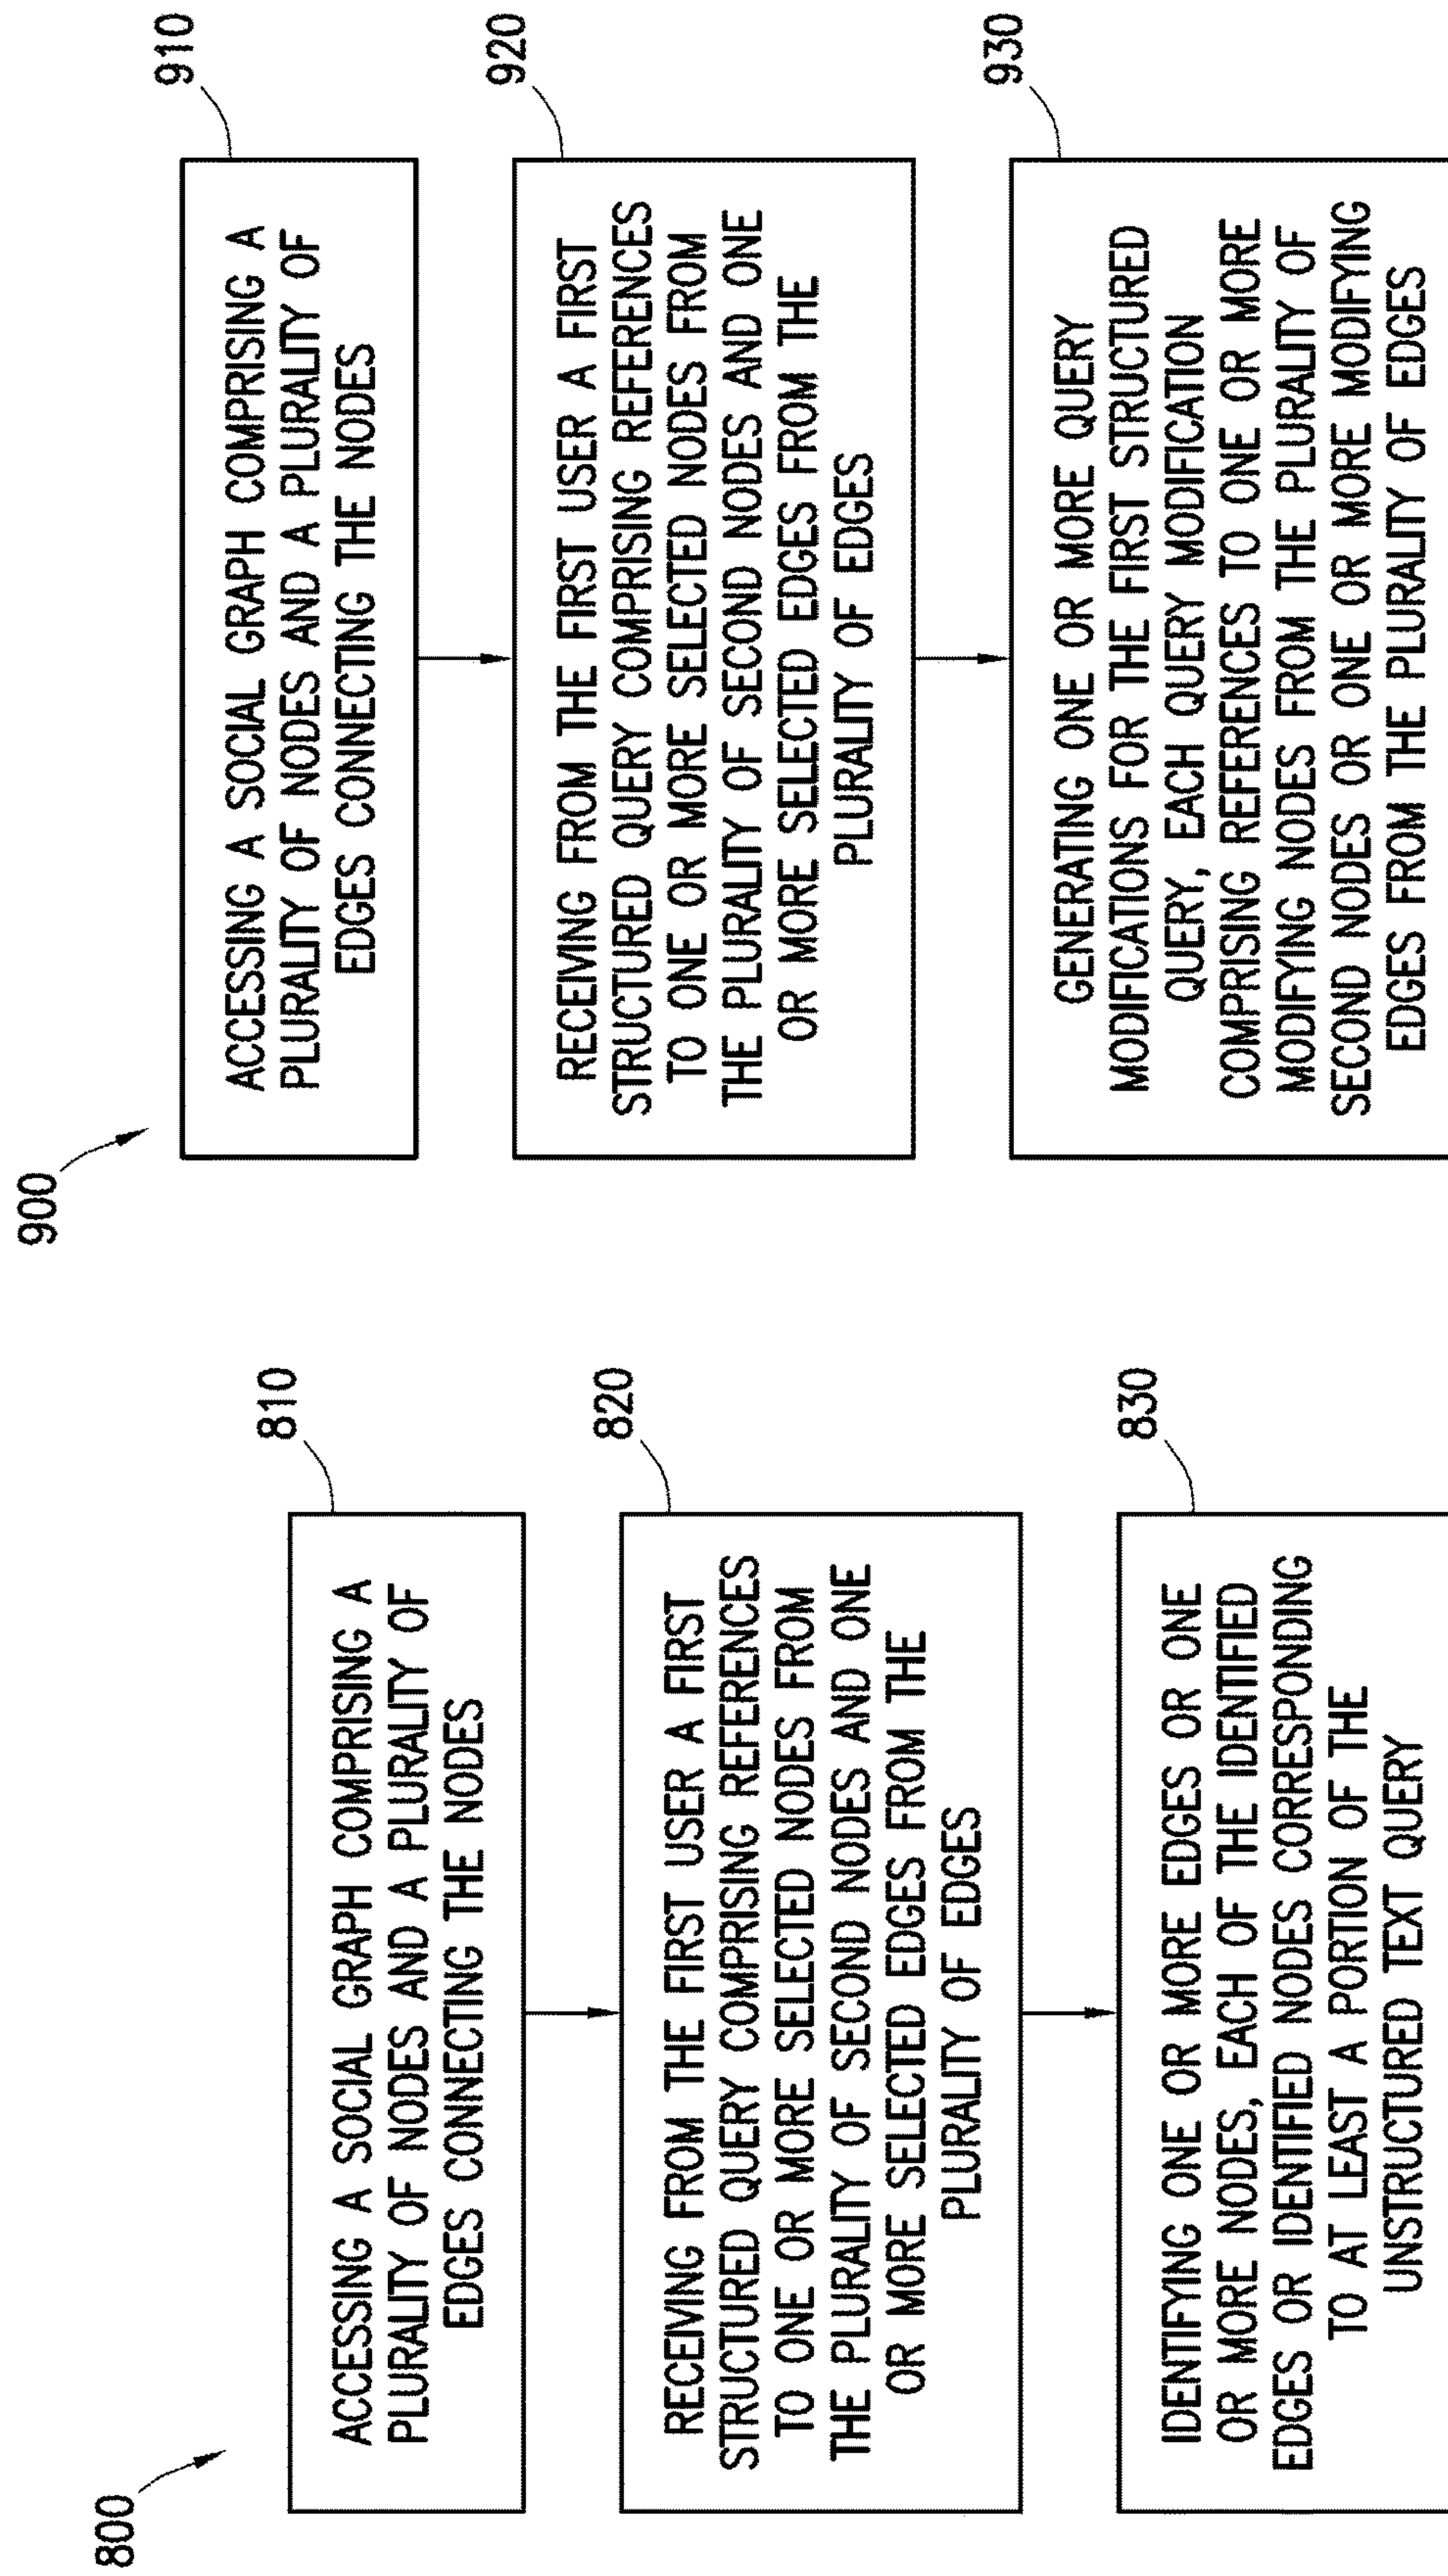 800
810
ACCESSING A SOCIAL GRAPH COMPRISING A
PLURALITY OF NODES AND A PLURALITY OF
EDGES CONNECTING THE NODES
820
RECEIVING FROM THE FIRST USER A FIRST
STRUCTURED QUERY COMPRISING REFERENCES
TO ONE OR MORE SELECTED NODES FROM
THE PLURALITY OF SECOND NODES AND ONE
OR MORE SELECTED EDGES FROM THE
PLURALITY OF EDGES
830
IDENTIFYING ONE OR MORE EDGES OR ONE
OR MORE NODES, EACH OF THE IDENTIFIED
EDGES OR IDENTIFIED NODES CORRESPONDING
TO AT LEAST A PORTION OF THE
UNSTRUCTURED TEXT QUERY
900
910
ACCESSING A SOCIAL GRAPH COMPRISING A
PLURALITY OF NODES AND A PLURALITY OF
EDGES CONNECTING THE NODES
920
RECEIVING FROM THE FIRST USER A FIRST
STRUCTURED QUERY COMPRISING REFERENCES
TO ONE OR MORE SELECTED NODES FROM
THE PLURALITY OF SECOND NODES AND ONE
OR MORE SELECTED EDGES FROM THE
PLURALITY OF EDGES
930
GENERATING ONE OR MORE QUERY
MODIFICATIONS FOR THE FIRST STRUCTURED
QUERY, EACH QUERY MODIFICATION
COMPRISING REFERENCES TO ONE OR MORE
MODIFYING NODES FROM THE PLURALITY OF
SECOND NODES OR ONE OR MORE MODIFYING
EDGES FROM THE PLURALITY OF EDGES